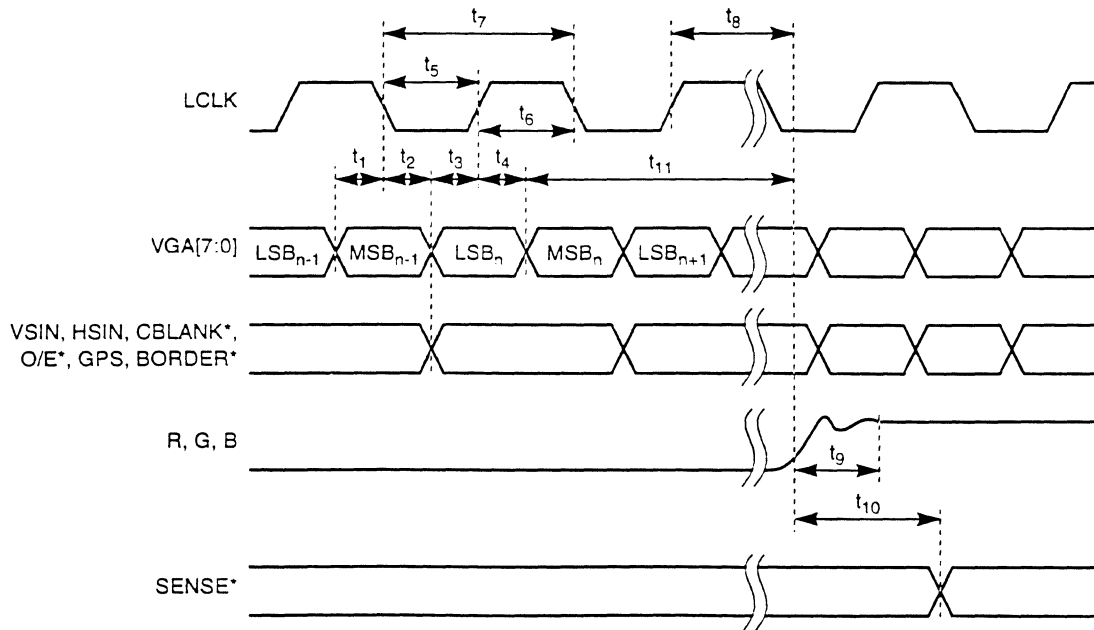 t7
t8
t5
LCLK
t6
t1 t2 t3 t4 t11
VGA[7:0] LSBn-1 MSBn-1 LSBn MSBn LSBn+1
VSIN, HSIN, CBLANK*,
O/E*, GPS, BORDER*
R, G, B
t9
t10
SENSE*